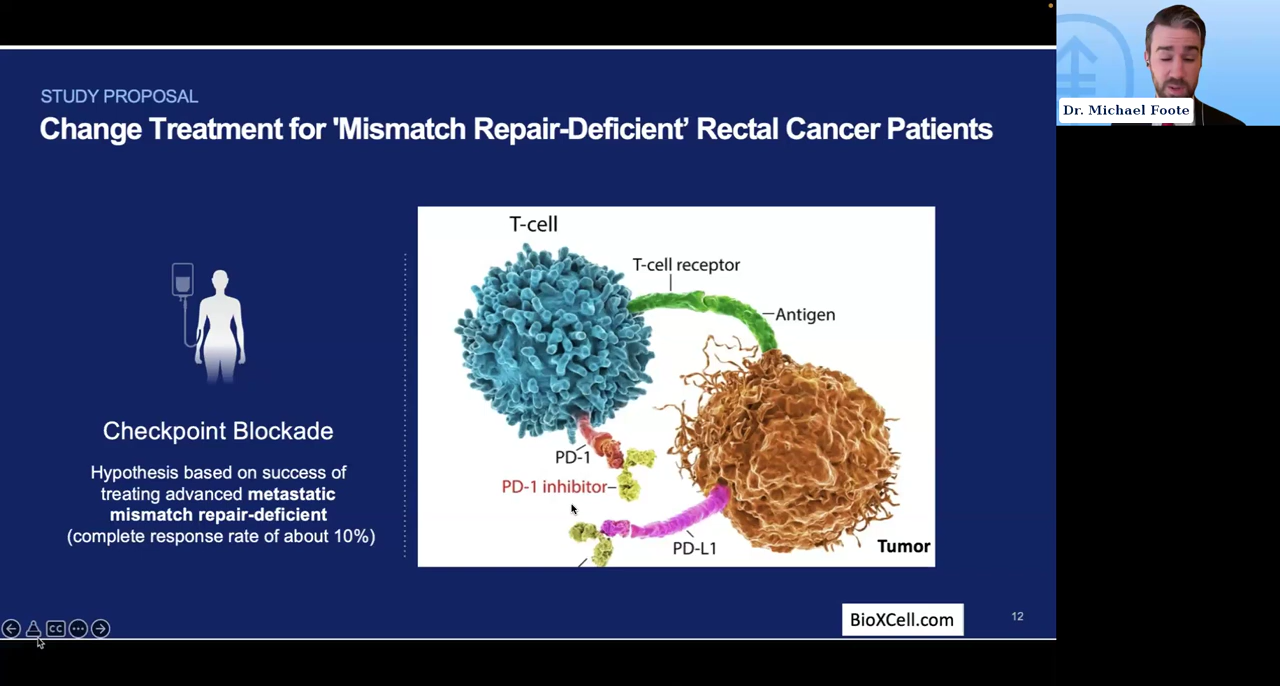 STUDY PROPOSAL
Change Treatment for 'Mismatch Repair-Deficient’ Rectal Cancer Patients
Dr. Michael Foote
Checkpoint Blockade
Hypothesis based on success of
treating advanced metastatic
mismatch repair-deficient
(complete response rate of about 10%)
T-cell
T-cell receptor
Antigen
PD-1
PD-1 inhibitor
PD-L1
Tumor
BioXCell.com
12
CC